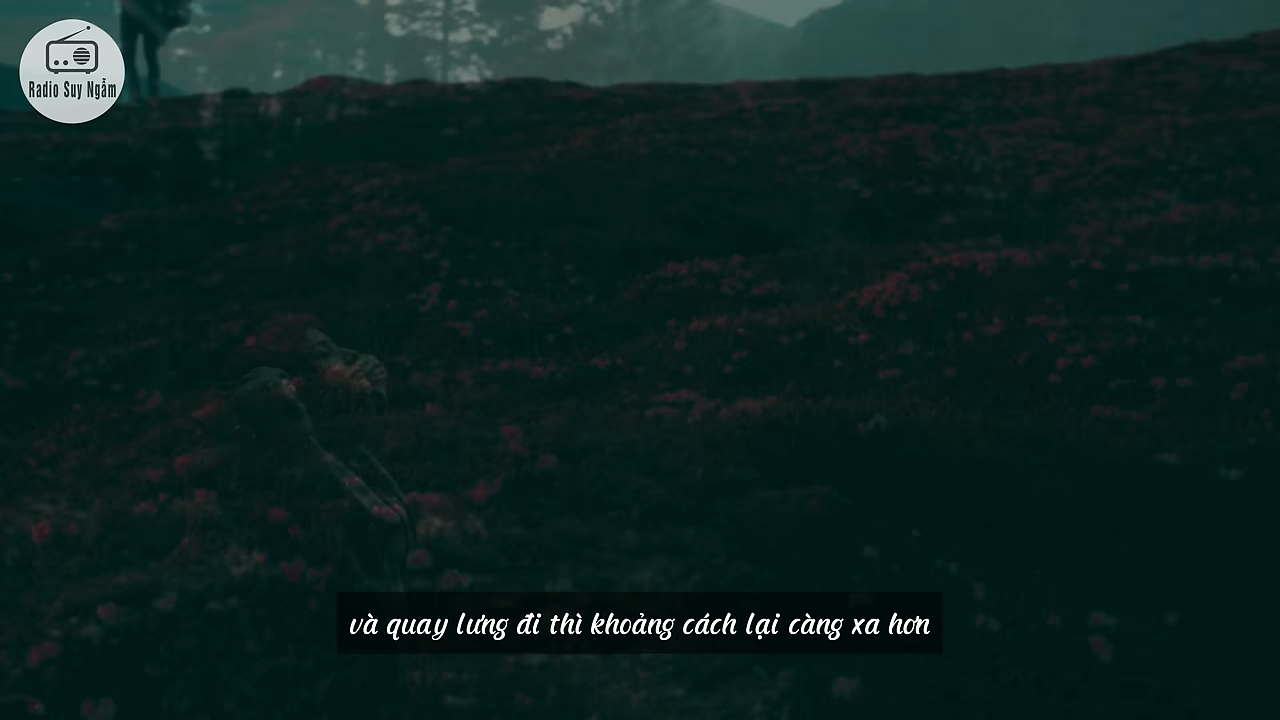 Radio Suy Ngẫm
và quay lưng đi thì khoảng cách lại càng xa hơn